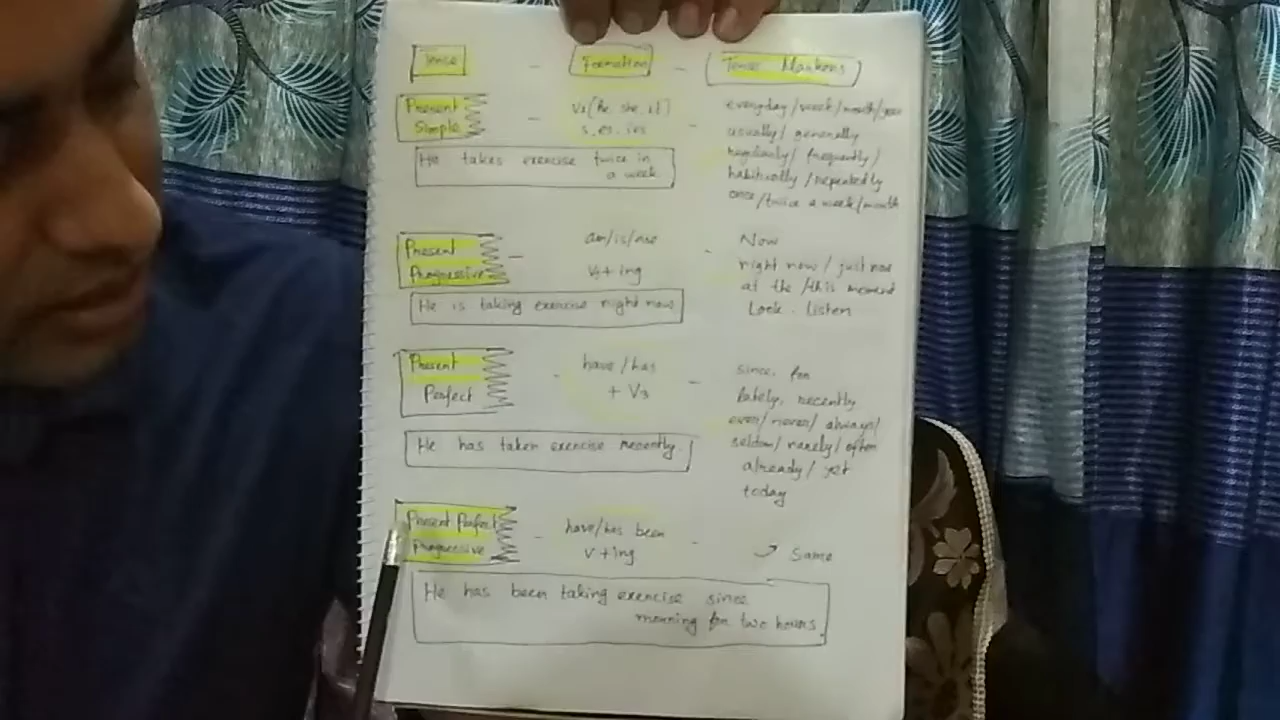 Tense - Formation - Tense Markers
Present Simple - V1 (he, she, it) s, es, ies - everyday / week / month / year
usually / generally
regularly / frequently /
habitually / repeatedly
once / twice a week / month
He takes exercise twice in
a week
Present Progressive - am/is/are V1 + ing - Now
right now / just now
at the / this moment
Look. Listen
He is taking exercise right now
Present Perfect - have / has + V3 - since, for
lately, recently
ever / never / always /
seldom / rarely / often
already / yet
today
He has taken exercise recently.
Present Perfect Progressive - have/has been V + ing - Same
He has been taking exercise since
morning for two hours.